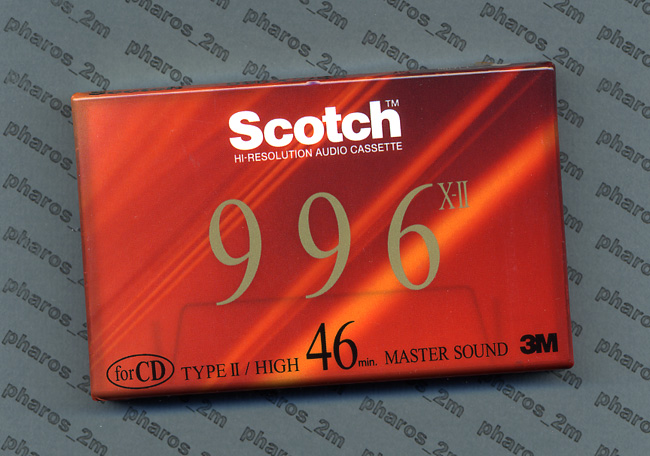 Scotch™
HI-RESOLUTION AUDIO CASSETTE
996 X-II
for CD TYPE II / HIGH 46 min. MASTER SOUND 3M
pharos_2m